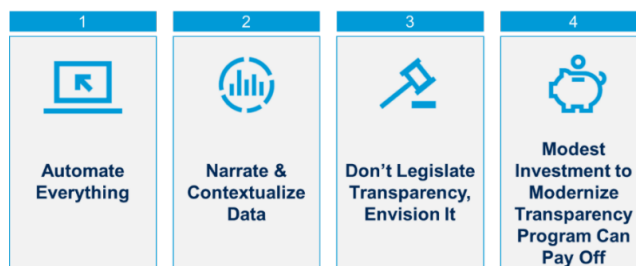 1
2
3
4
Automate
Everything
Narrate &
Contextualize
Data
Don't Legislate
Transparency,
Envision It
Modest
Investment to
Modernize
Transparency
Program Can
Pay Off